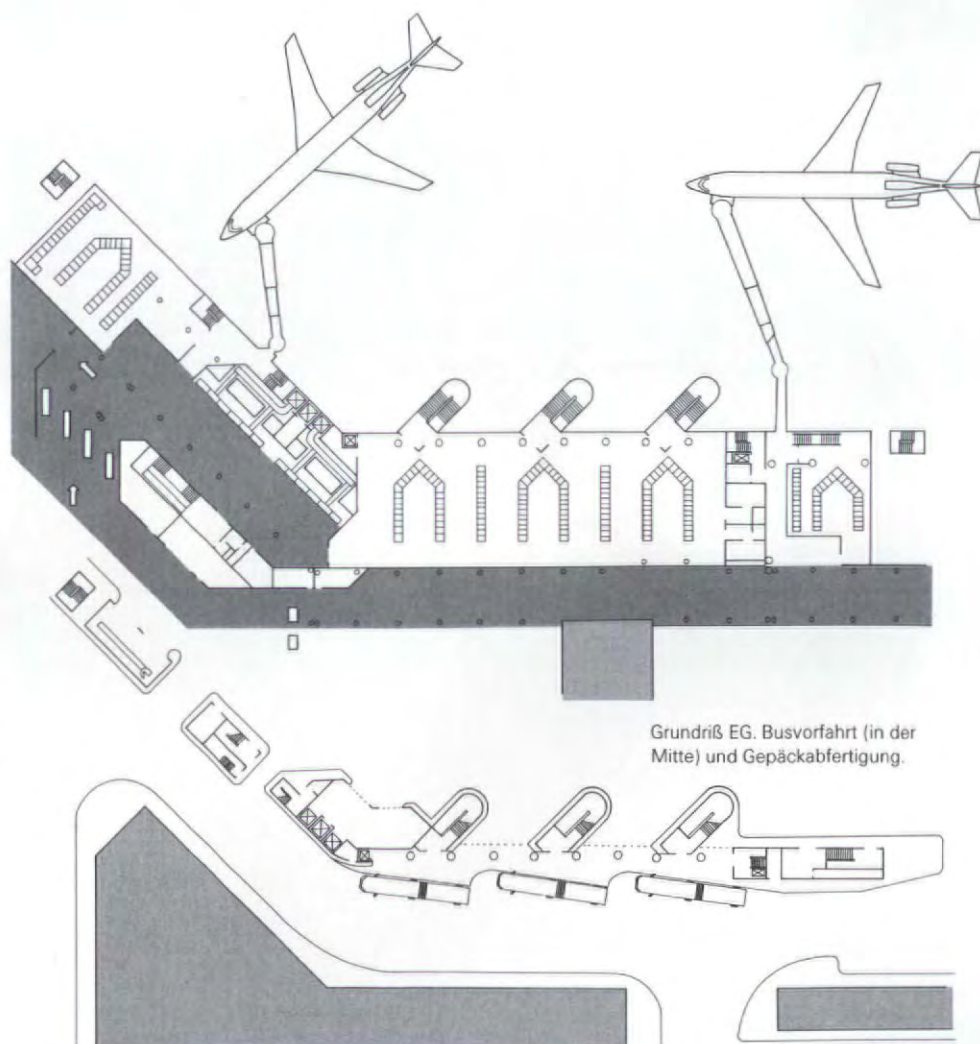 Grundriß EG. Busvorfahrt (in der
Mitte) und Gepäckabfertigung.